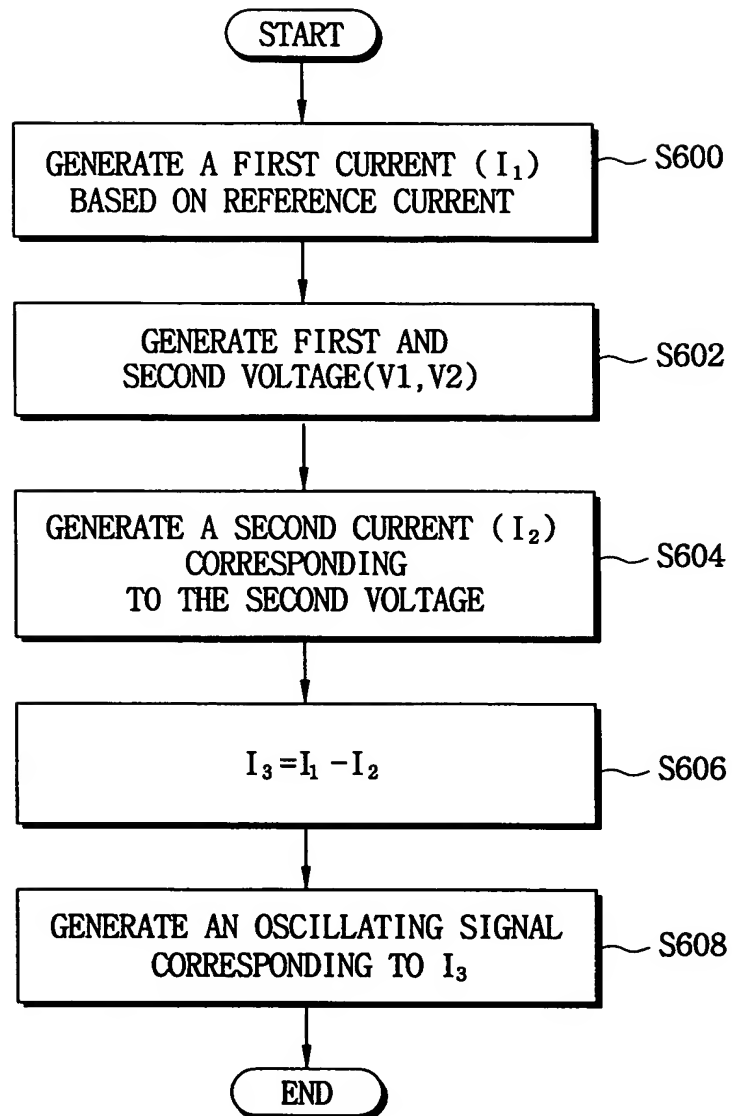 START
GENERATE A FIRST CURRENT (I₁)
BASED ON REFERENCE CURRENT
S600
GENERATE FIRST AND
SECOND VOLTAGE(V1,V2)
S602
GENERATE A SECOND CURRENT (I₂)
CORRESPONDING
TO THE SECOND VOLTAGE
S604
I₃=I₁-I₂
S606
GENERATE AN OSCILLATING SIGNAL
CORRESPONDING TO I₃
S608
END